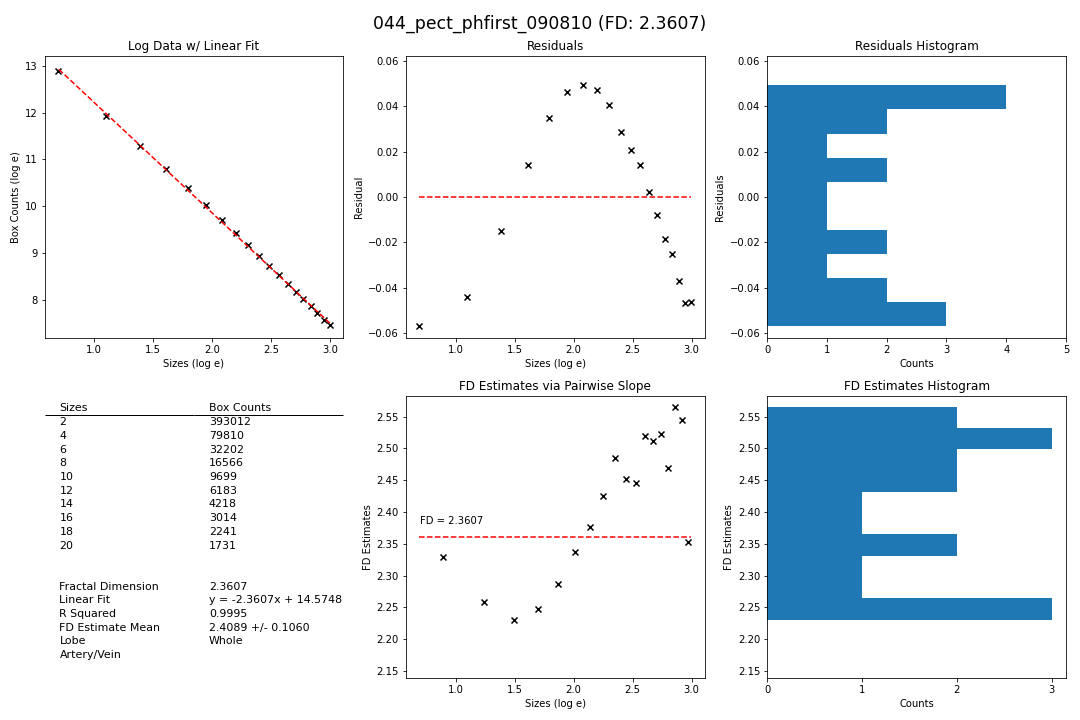 044_pect_phfirst_090810 (FD: 2.3607)
Log Data w/ Linear Fit
13
12
11
10
9
8
Box Counts (log e)
1.0 1.5 2.0 2.5 3.0
Sizes (log e)
Residuals
0.06
0.04
0.02
0.00
−0.02
−0.04
−0.06
Residual
1.0 1.5 2.0 2.5 3.0
Sizes (log e)
Residuals Histogram
0.06
0.04
0.02
0.00
−0.02
−0.04
−0.06
Residuals
0 1 2 3 4 5
Counts
Sizes Box Counts
2 393012
4 79810
6 32202
8 16566
10 9699
12 6183
14 4218
16 3014
18 2241
20 1731
Fractal Dimension 2.3607
Linear Fit y = -2.3607x + 14.5748
R Squared 0.9995
FD Estimate Mean 2.4089 +/- 0.1060
Lobe Whole
Artery/Vein
FD Estimates via Pairwise Slope
2.55
2.50
2.45
2.40
2.35
2.30
2.25
2.20
2.15
FD Estimates
FD = 2.3607
1.0 1.5 2.0 2.5 3.0
Sizes (log e)
FD Estimates Histogram
2.55
2.50
2.45
2.40
2.35
2.30
2.25
2.20
2.15
FD Estimates
0 1 2 3
Counts